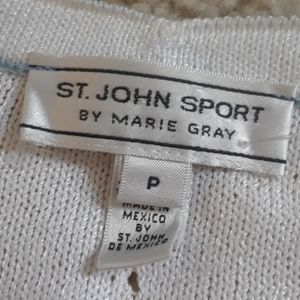 ST. JOHN SPORT
BY MARIE GRAY
P
MADE IN
MEXICO
BY
ST. JOHN
DE MEXICO